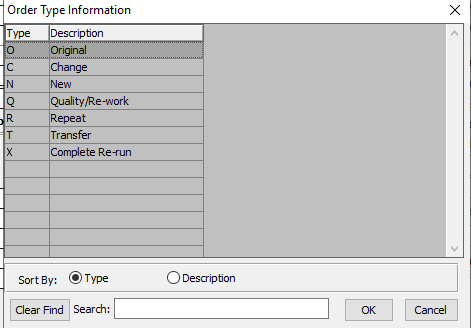 Order Type Information
Type Description
O Original
C Change
N New
Q Quality/Re-work
R Repeat
T Transfer
X Complete Re-run
Sort By: Type Description
Clear Find Search: OK Cancel